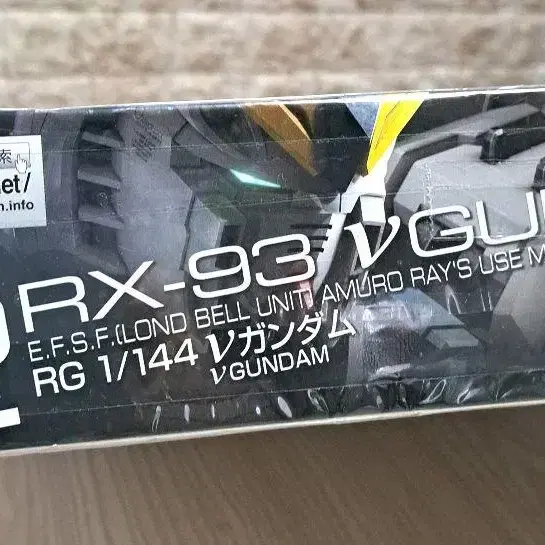 索
et/
n.info
RX-93 νGU
E.F.S.F.(LOND BELL UNIT) AMURO RAY'S USE M
RG 1/144 νガンダム
νGUNDAM